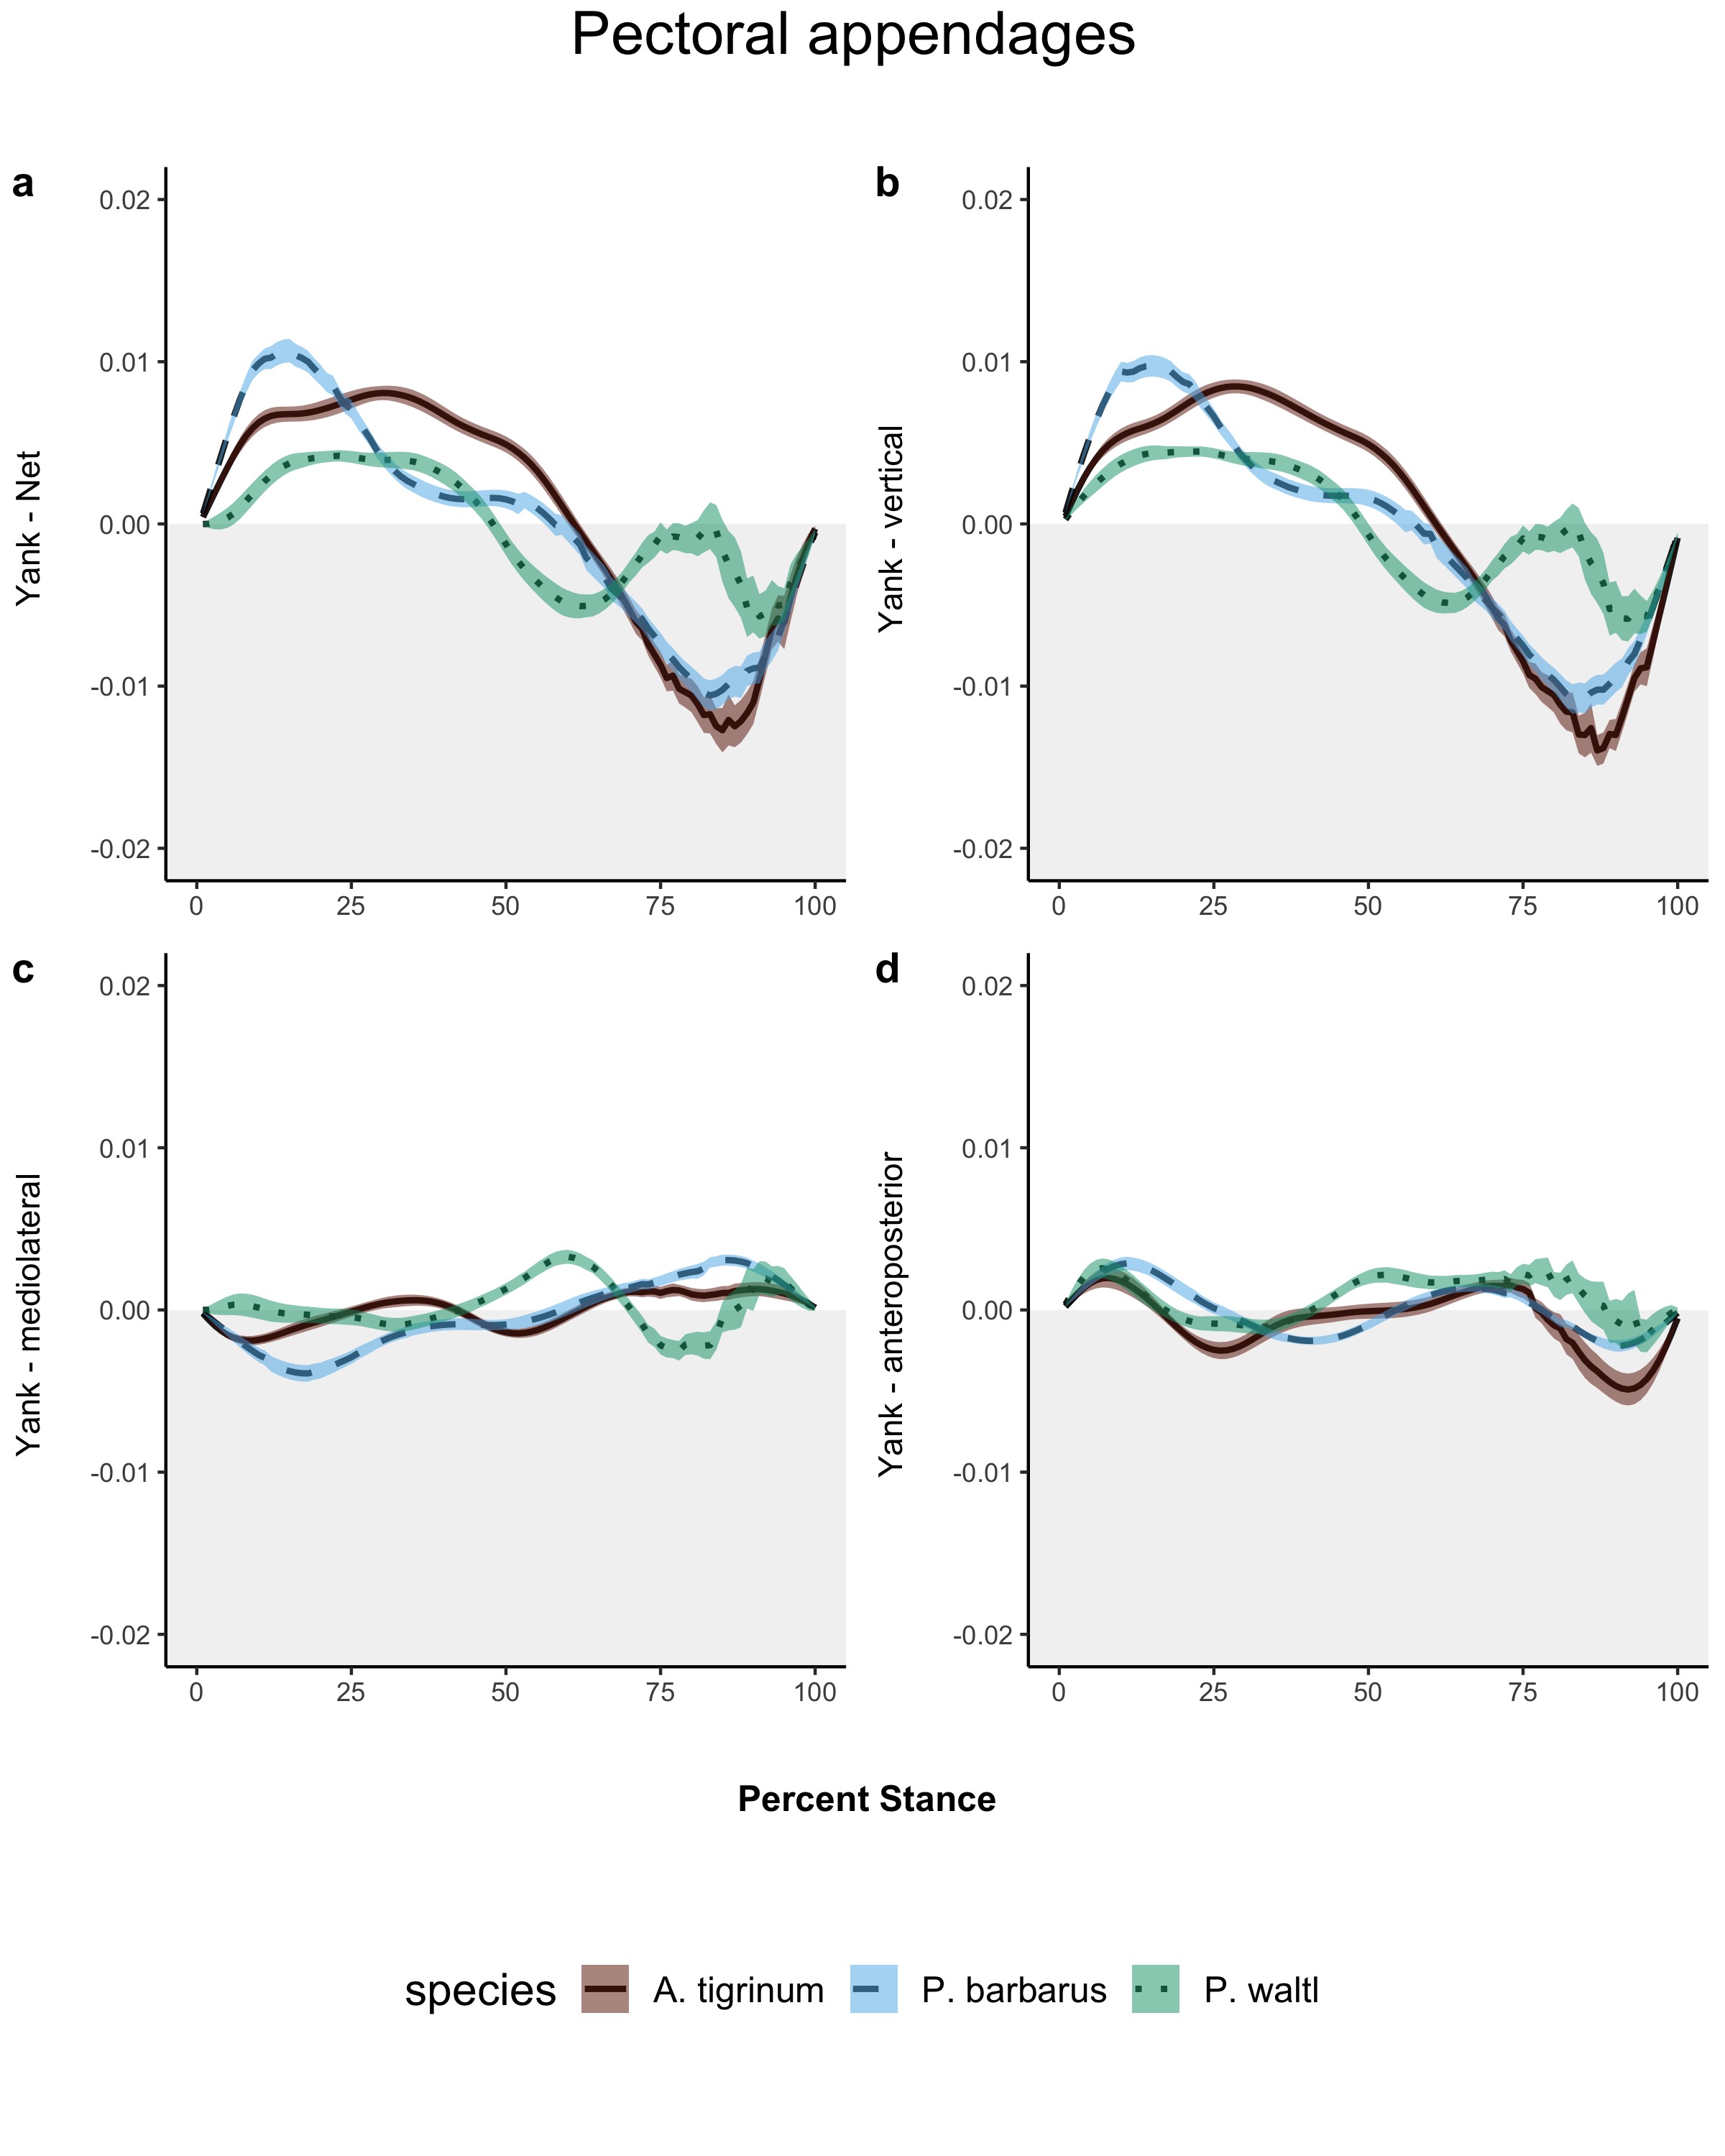 Pectoral appendages
a
b
Yank - Net
0.02
0.01
0.00
-0.01
-0.02
0 25 50 75 100
Yank - vertical
0.02
0.01
0.00
-0.01
-0.02
0 25 50 75 100
c
d
Yank - mediolateral
0.02
0.01
0.00
-0.01
-0.02
0 25 50 75 100
Yank - anteroposterior
0.02
0.01
0.00
-0.01
-0.02
0 25 50 75 100
Percent Stance
species A. tigrinum P. barbarus P. waltl